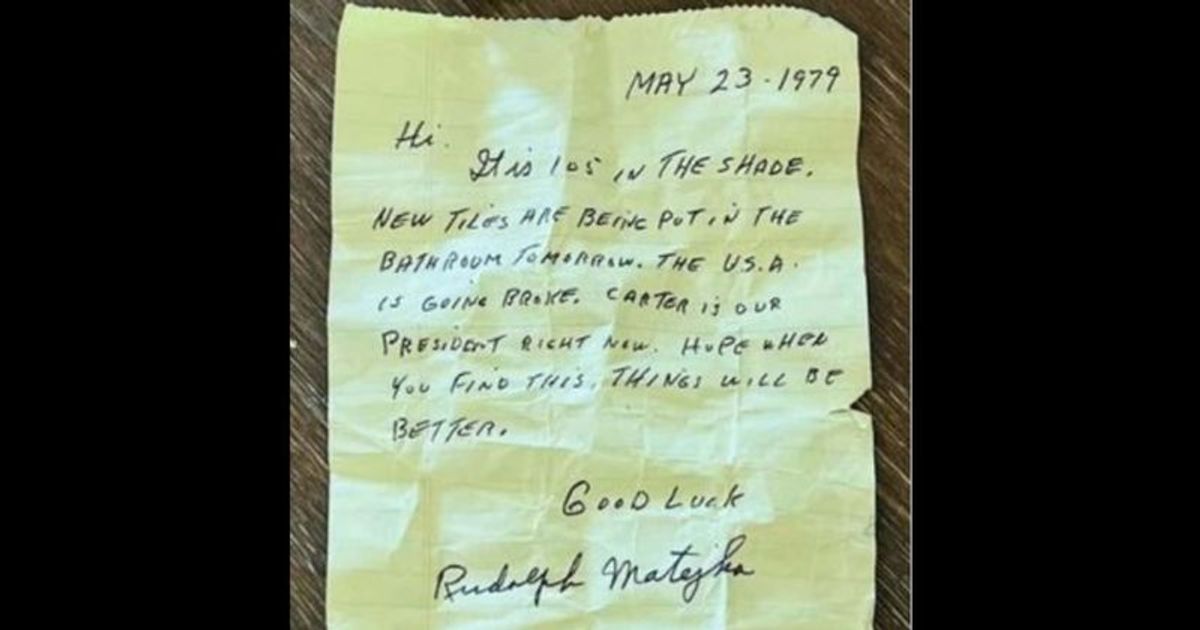 MAY 23-1979
Hi.
It is 105 IN THE SHADE.
NEW TILES ARE BEING PUT IN THE
BATHROOM TOMORROW. THE U.S.A.
IS GOING BROKE. CARTER IS OUR
PRESIDENT RIGHT NOW. HOPE WHEN
YOU FIND THIS, THINGS WILL BE
BETTER.
GOOD LUCK
Rudolph Matejka